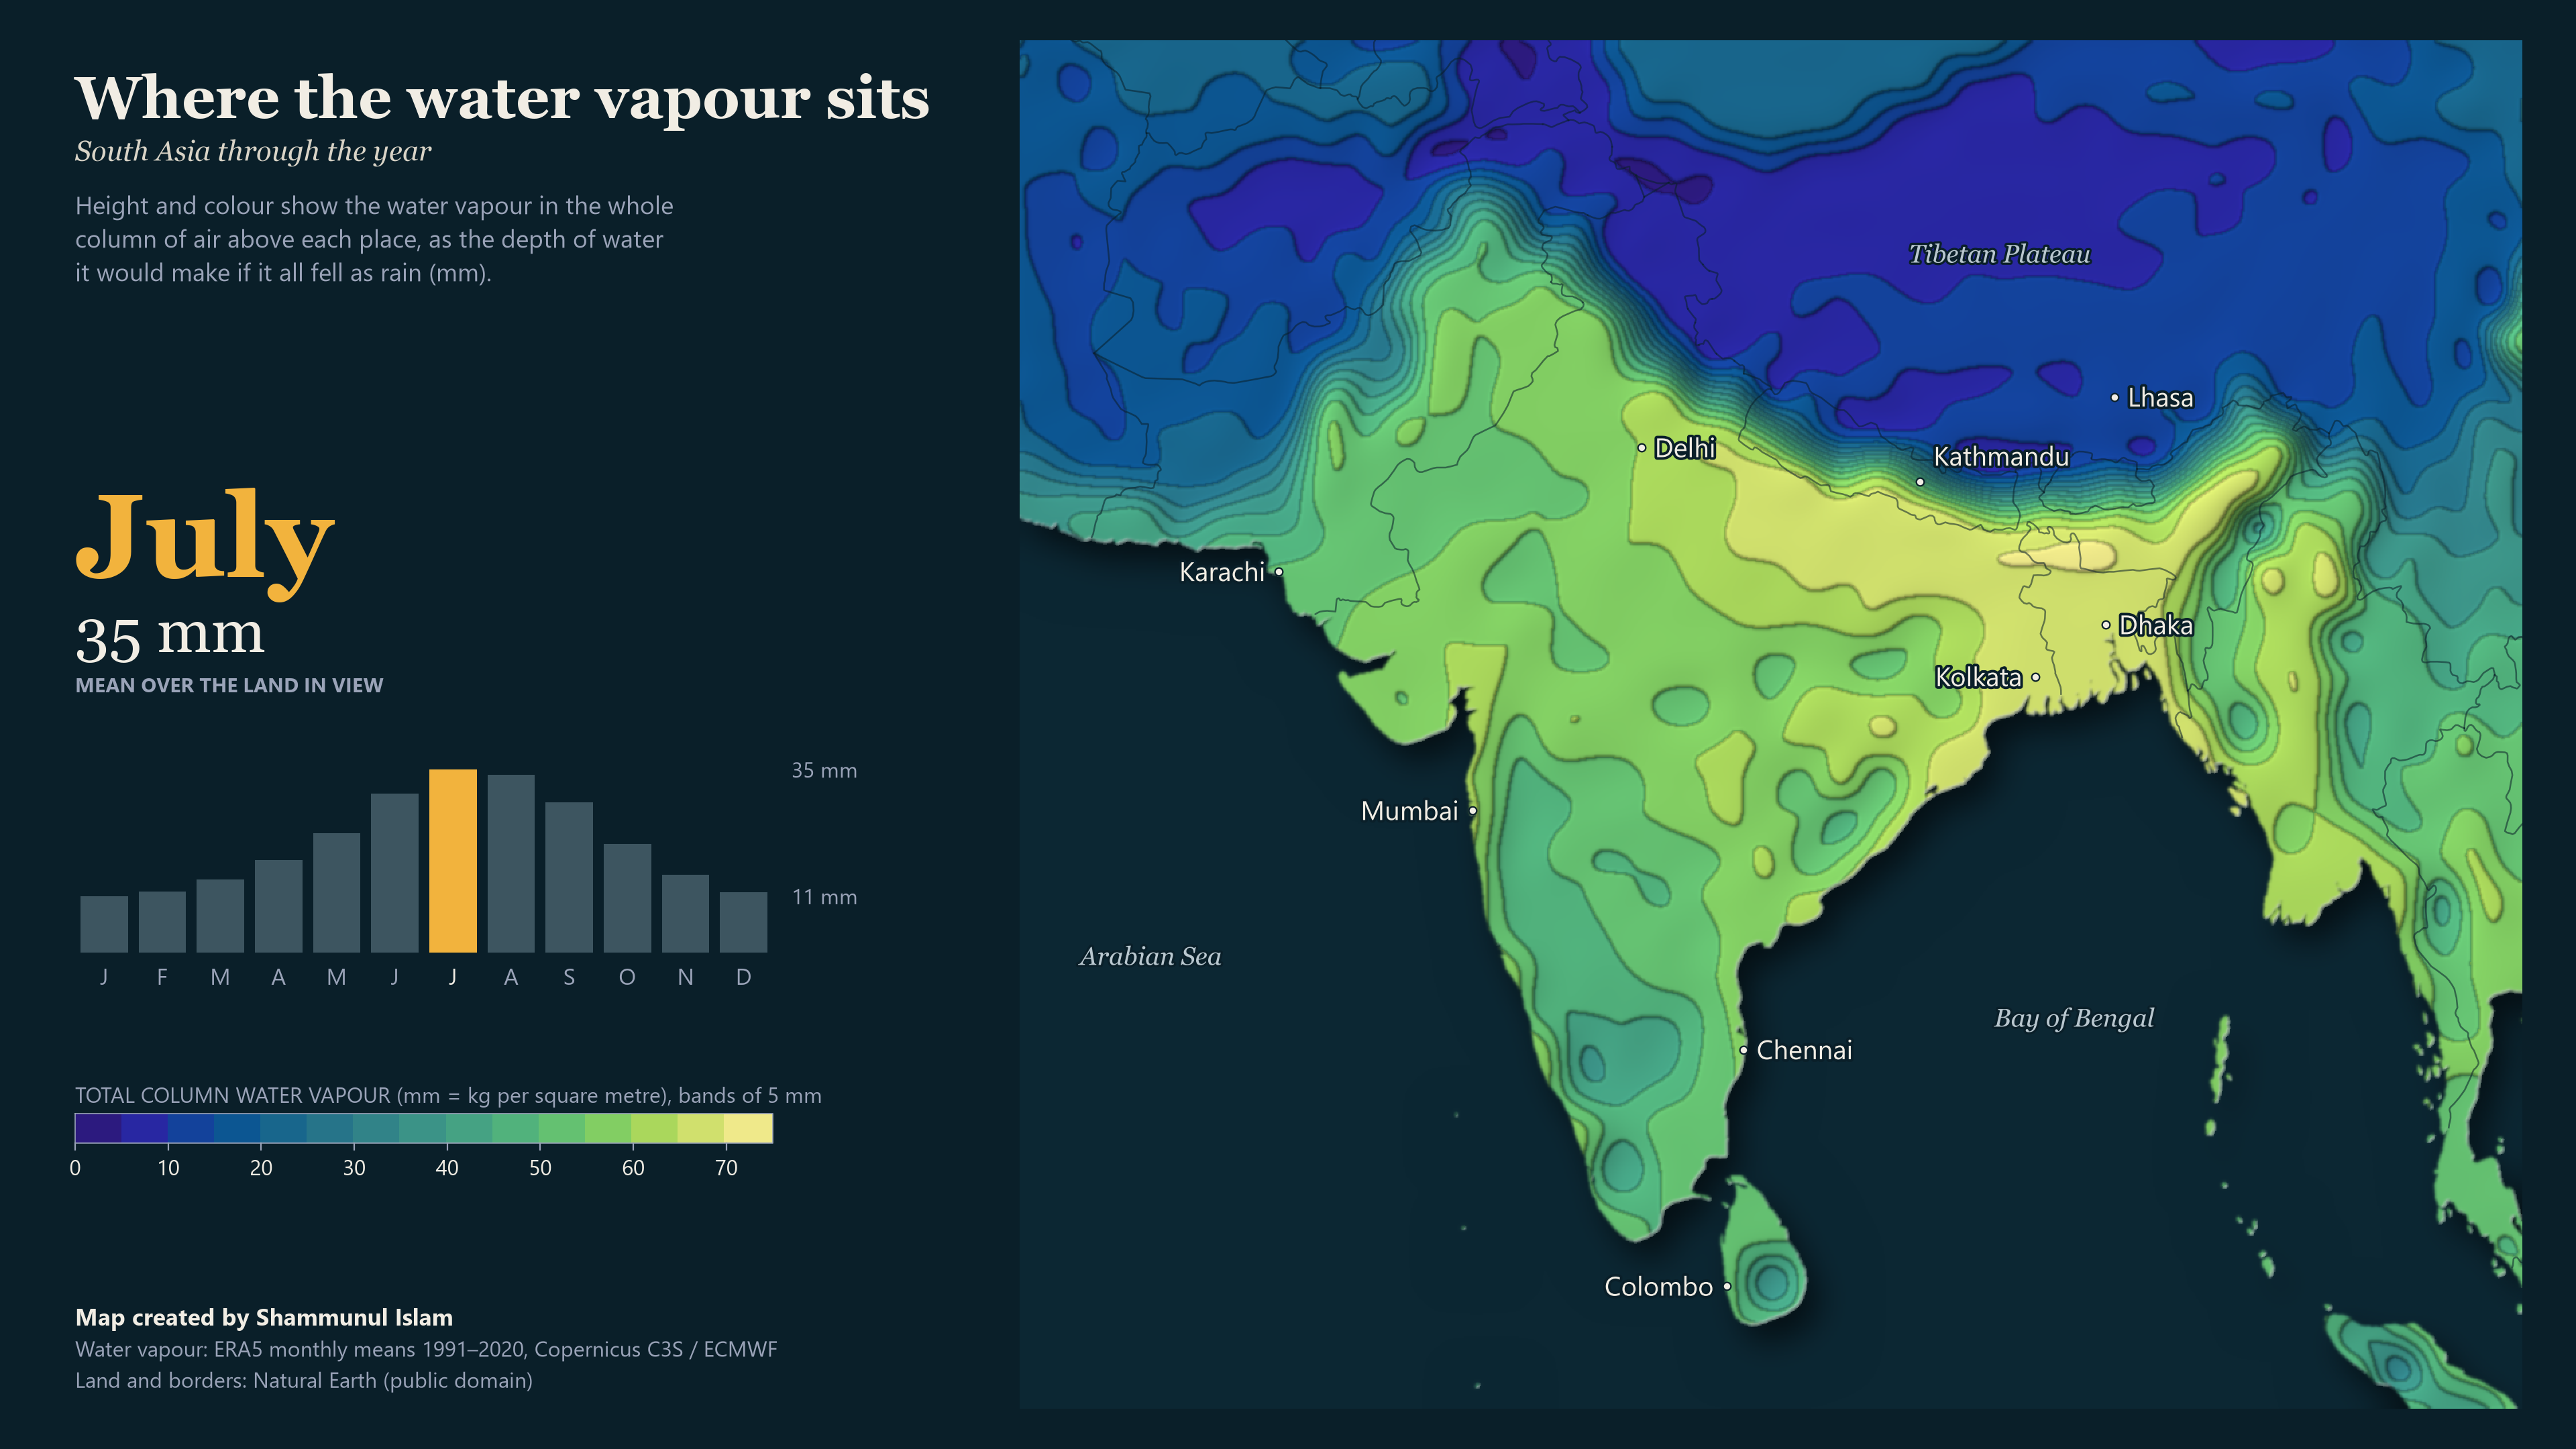 Where the water vapour sits
South Asia through the year
Height and colour show the water vapour in the whole
column of air above each place, as the depth of water
it would make if it all fell as rain (mm).
July
35 mm
MEAN OVER THE LAND IN VIEW
35 mm
11 mm
J F M A M J J A S O N D
TOTAL COLUMN WATER VAPOUR (mm = kg per square metre), bands of 5 mm
0 10 20 30 40 50 60 70
Map created by Shammunul Islam
Water vapour: ERA5 monthly means 1991–2020, Copernicus C3S / ECMWF
Land and borders: Natural Earth (public domain)
Tibetan Plateau
Lhasa
Delhi
Kathmandu
Karachi
Dhaka
Kolkata
Mumbai
Arabian Sea
Bay of Bengal
Chennai
Colombo